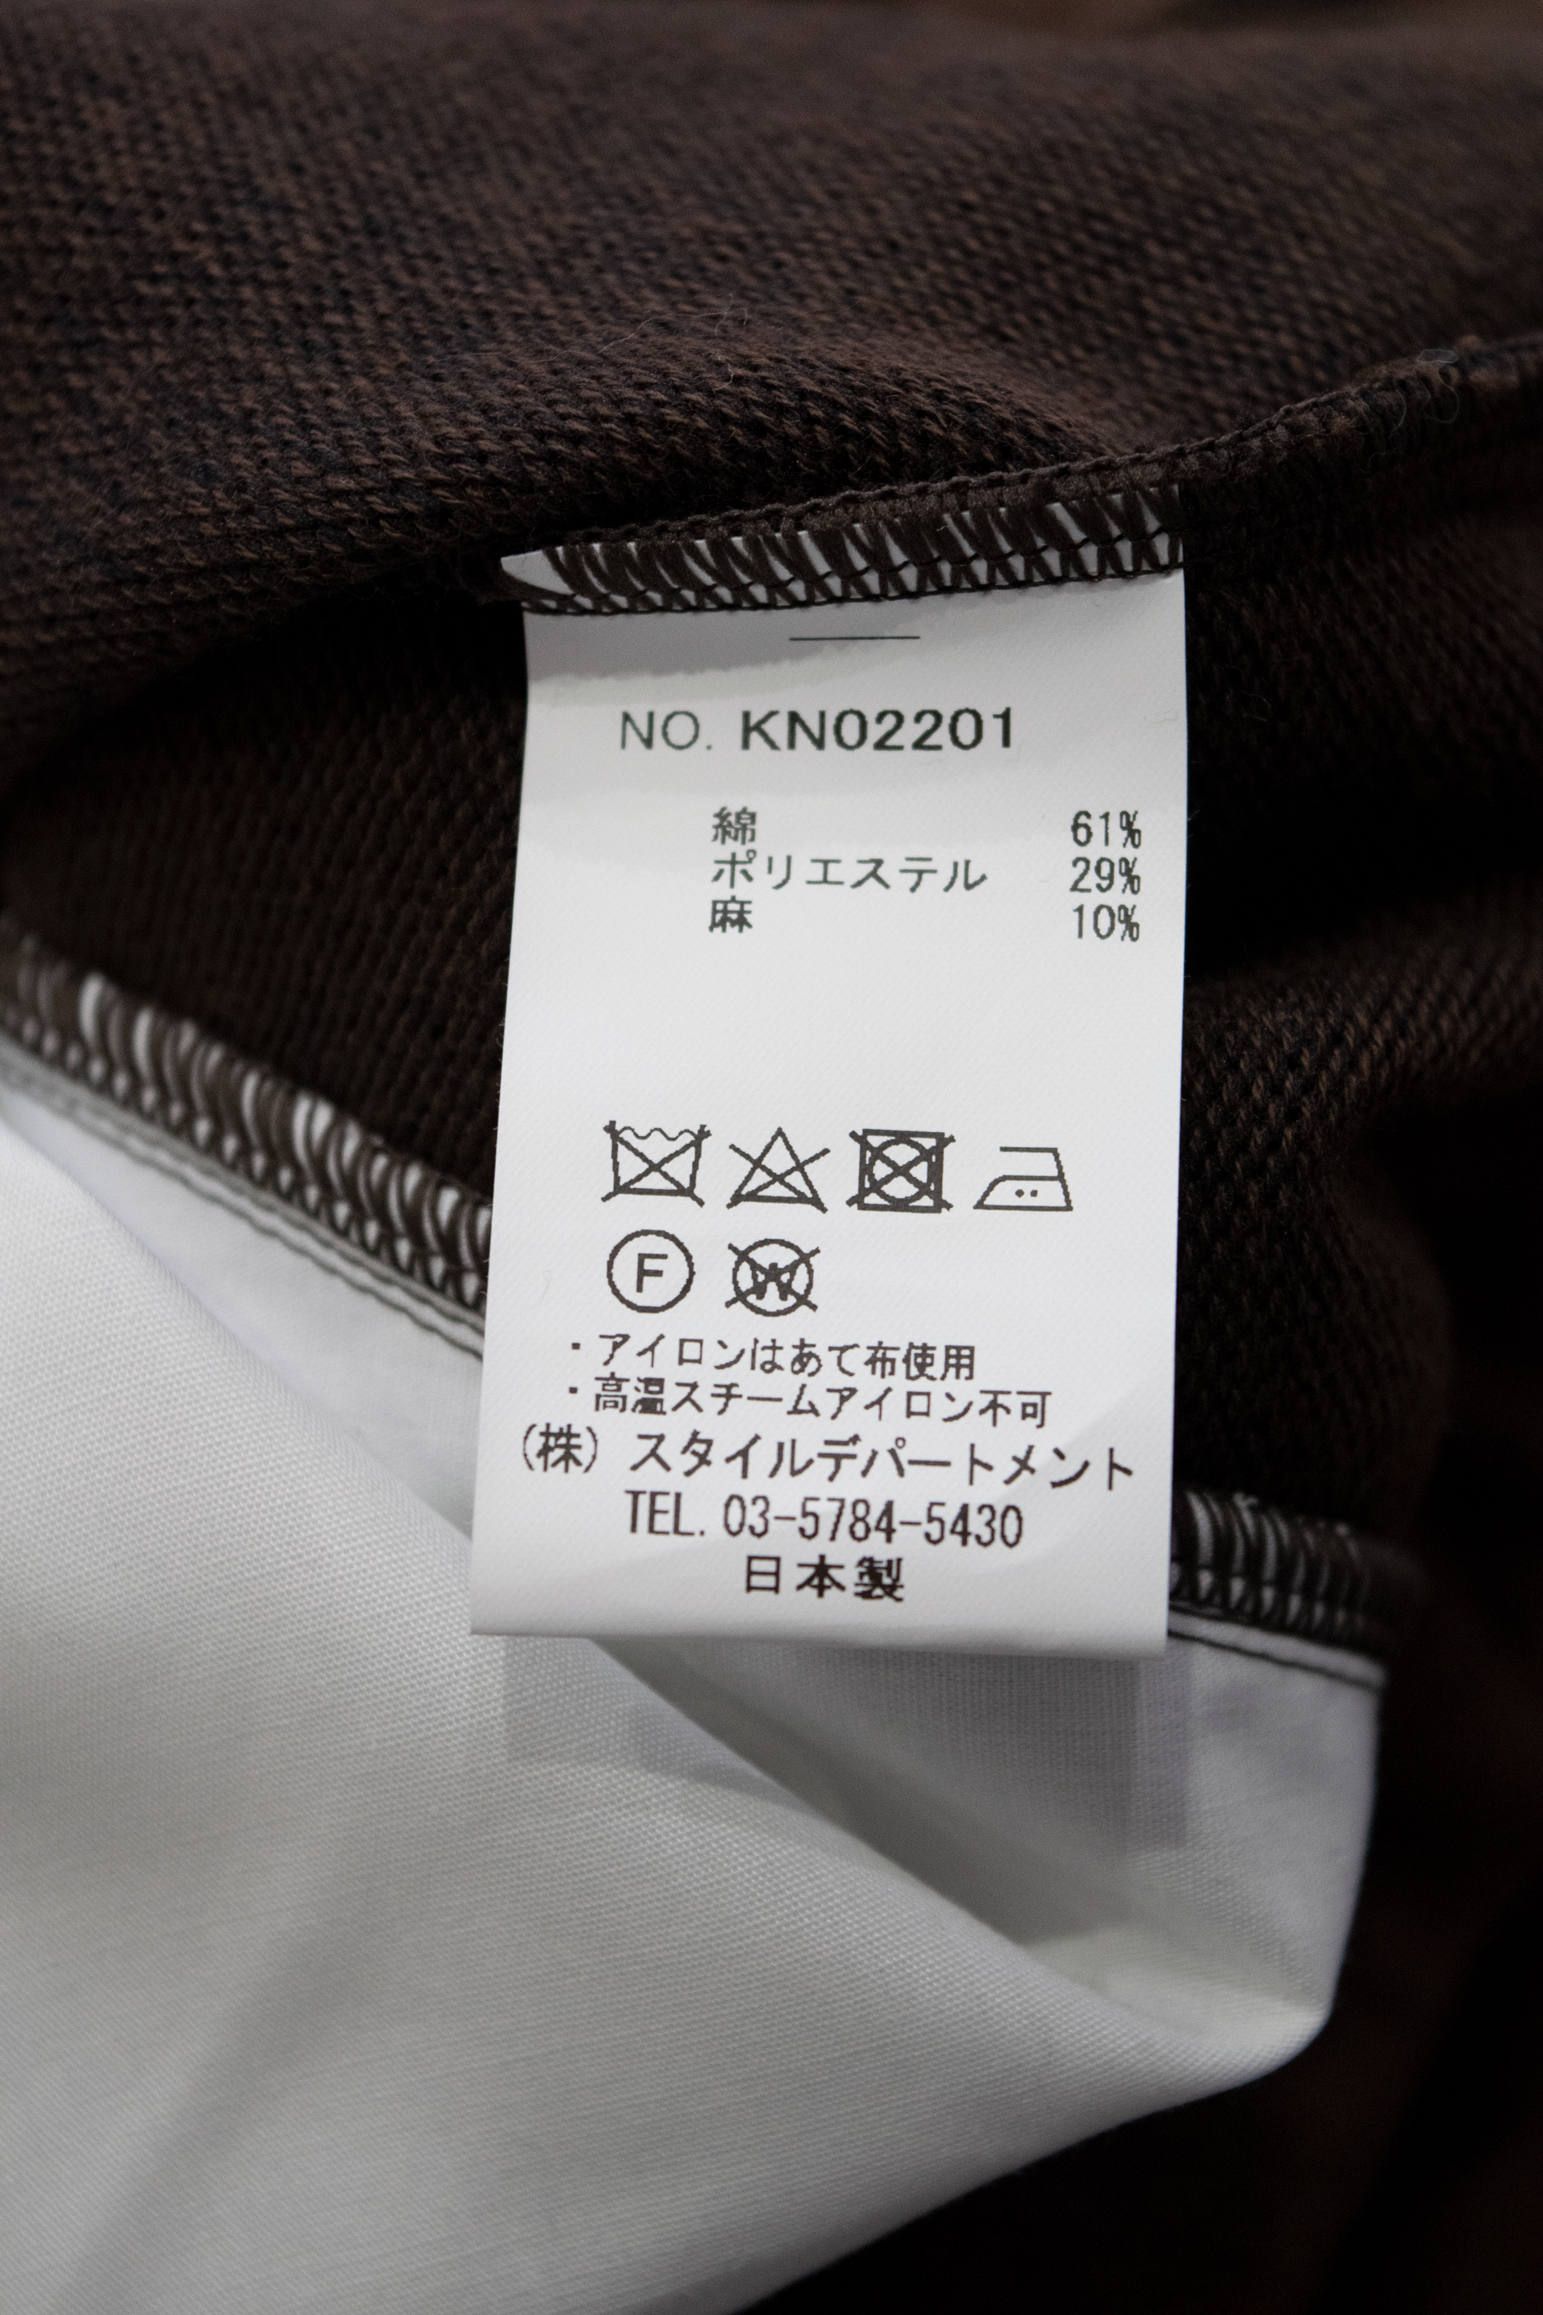 NO. KN02201
綿 61%
ポリエステル 29%
麻 10%
F W
・アイロンはあて布使用
・高温スチームアイロン不可
(株) スタイルデパートメント
TEL. 03-5784-5430
日本製